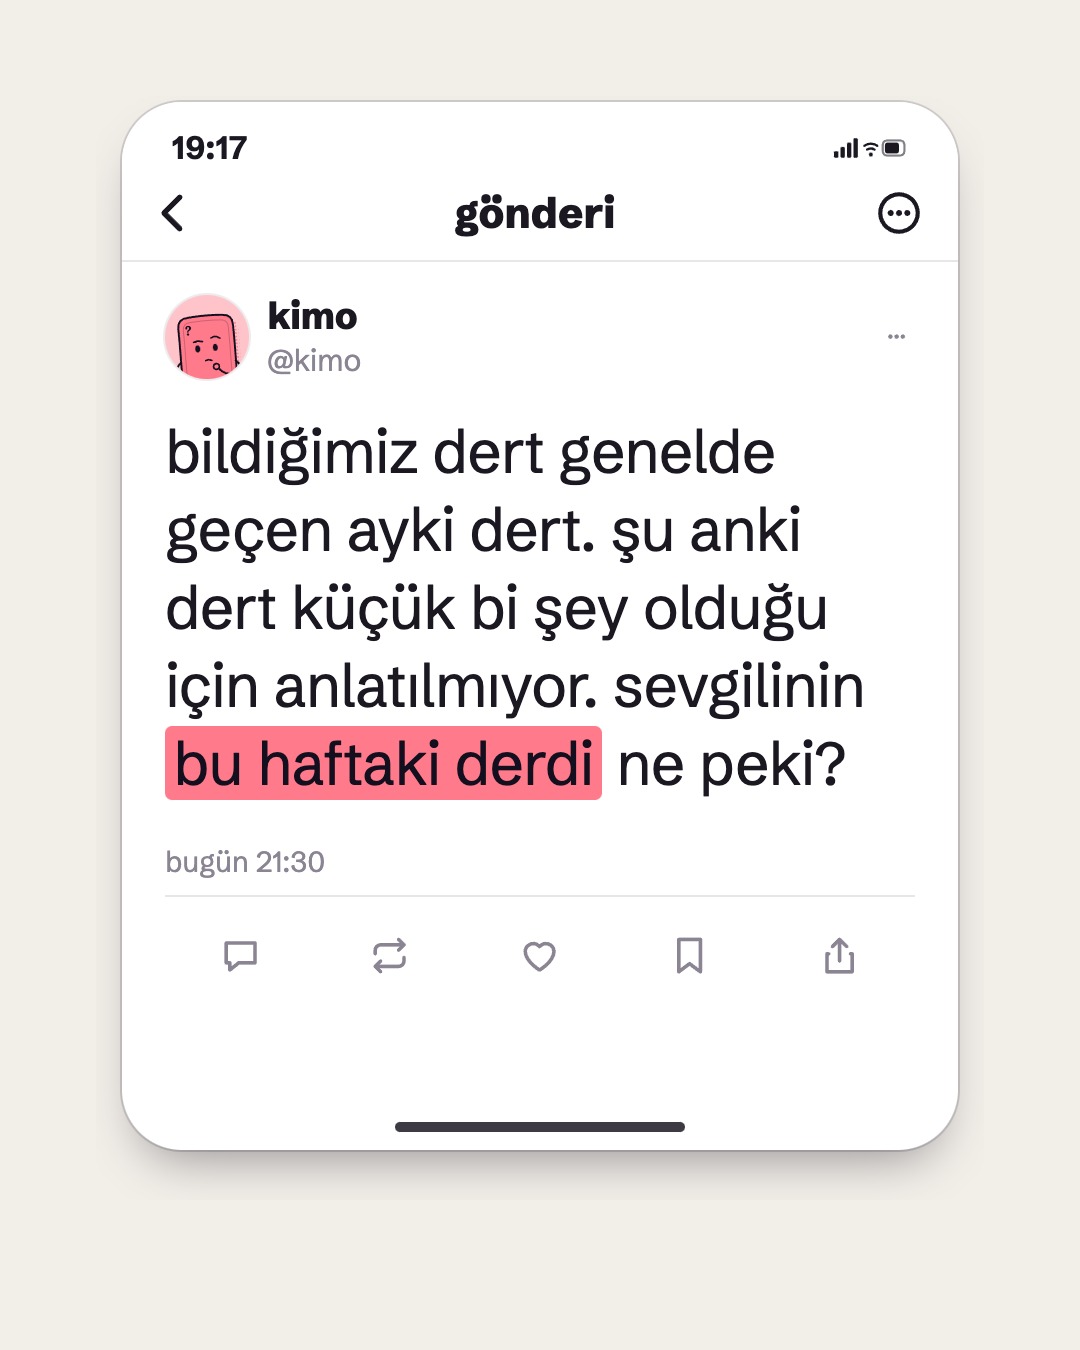 19:17
gönderi
?
kimo
@kimo
bildiğimiz dert genelde
geçen ayki dert. şu anki
dert küçük bi şey olduğu
için anlatılmıyor. sevgilinin
bu haftaki derdi ne peki?
bugün 21:30